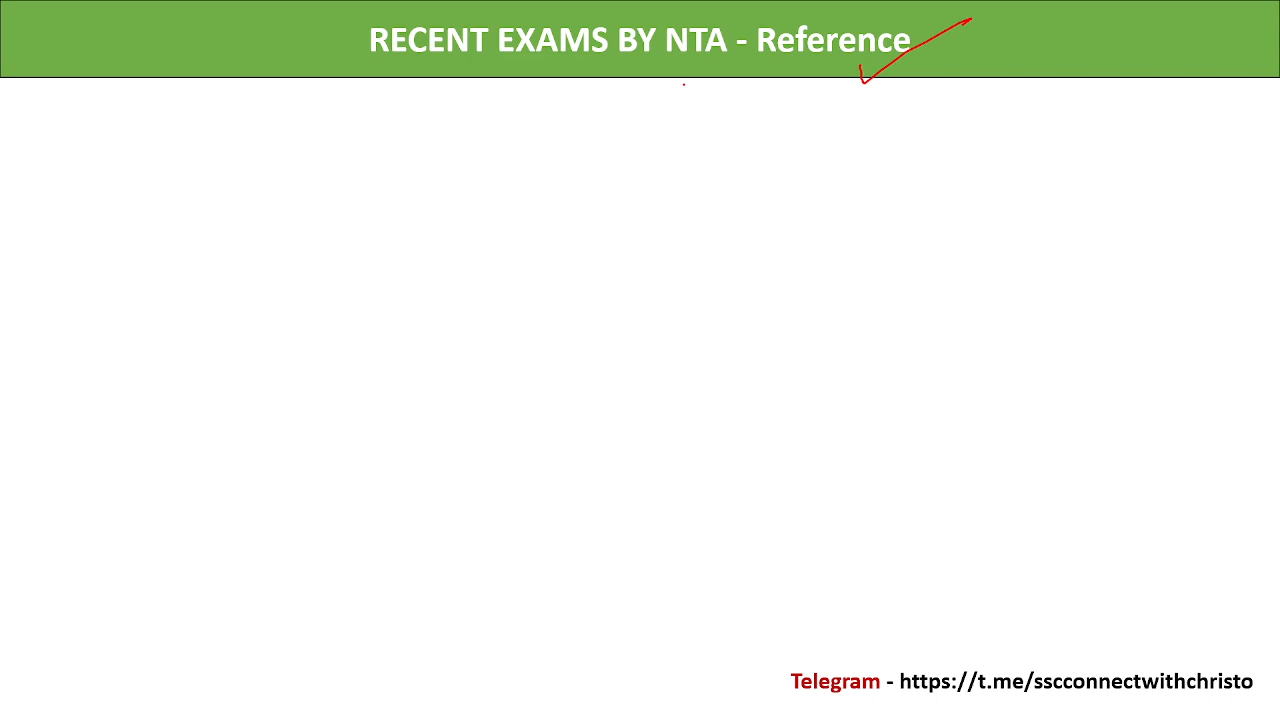 RECENT EXAMS BY NTA - Reference
Telegram - https://t.me/sscconnectwithchristo